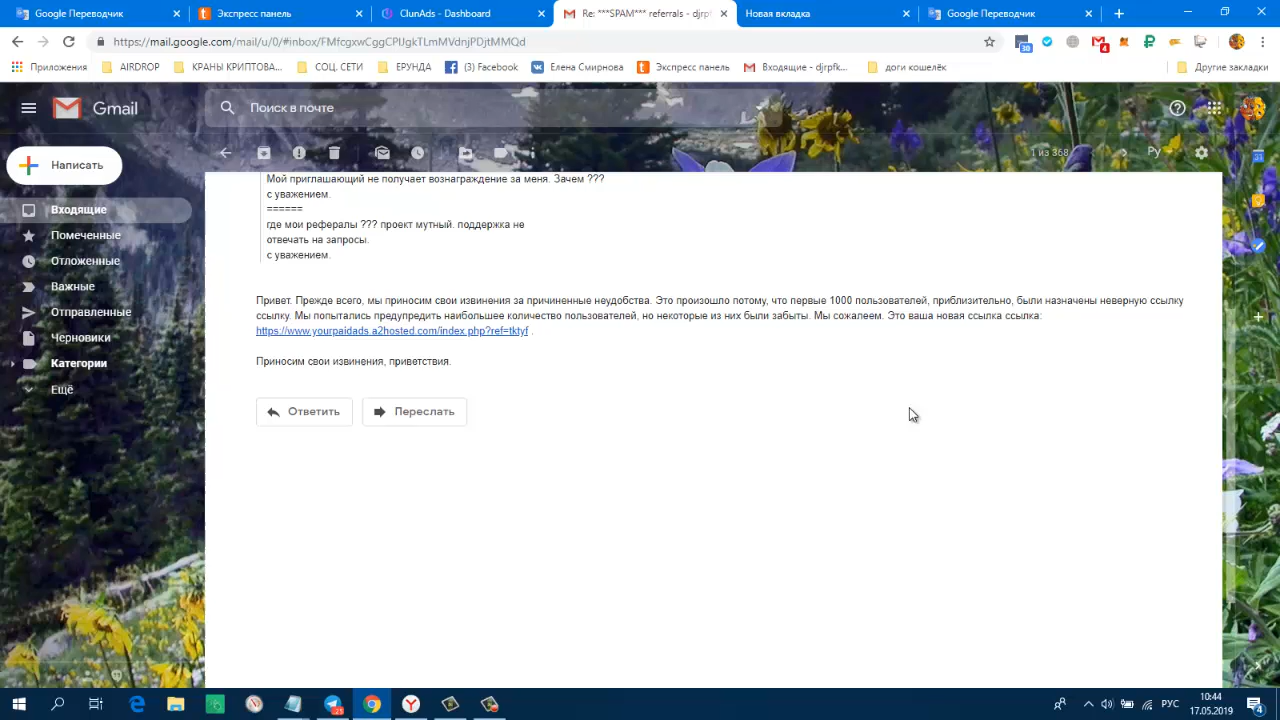 Google Переводчик
Экспресс панель
ClunAds - Dashboard
Re: ***SPAM*** referrals - djrpf
Новая вкладка
Google Переводчик
https://mail.google.com/mail/u/0/#inbox/FMfcgxwCggCPUgkTLmMVdnjPDjtMMQd
30
4
Приложения
AIRDROP
КРАНЫ КРИПТОВА...
СОЦ. СЕТИ
ЕРУНДА
(3) Facebook
Елена Смирнова
Экспресс панель
Входящие - djrpfk...
доги кошелёк
Другие закладки
Gmail
Поиск в почте
Написать
1 из 368
Ру
31
Мой приглашающий не получает вознаграждение за меня. Зачем ???
с уважением.
======
где мои рефералы ??? проект мутный. поддержка не
отвечать на запросы.
с уважением.
Входящие
Помеченные
Отложенные
Важные
Отправленные
Черновики
Категории
Ещё
Привет. Прежде всего, мы приносим свои извинения за причиненные неудобства. Это произошло потому, что первые 1000 пользователей, приблизительно, были назначены неверную ссылку
ссылку. Мы попытались предупредить наибольшее количество пользователей, но некоторые из них были забыты. Мы сожалеем. Это ваша новая ссылка ссылка:
https://www.yourpaidads.a2hosted.com/index.php?ref=tktyf .
Приносим свои извинения, приветствия.
Ответить
Переслать
РУС
10:44
17.05.2019
4